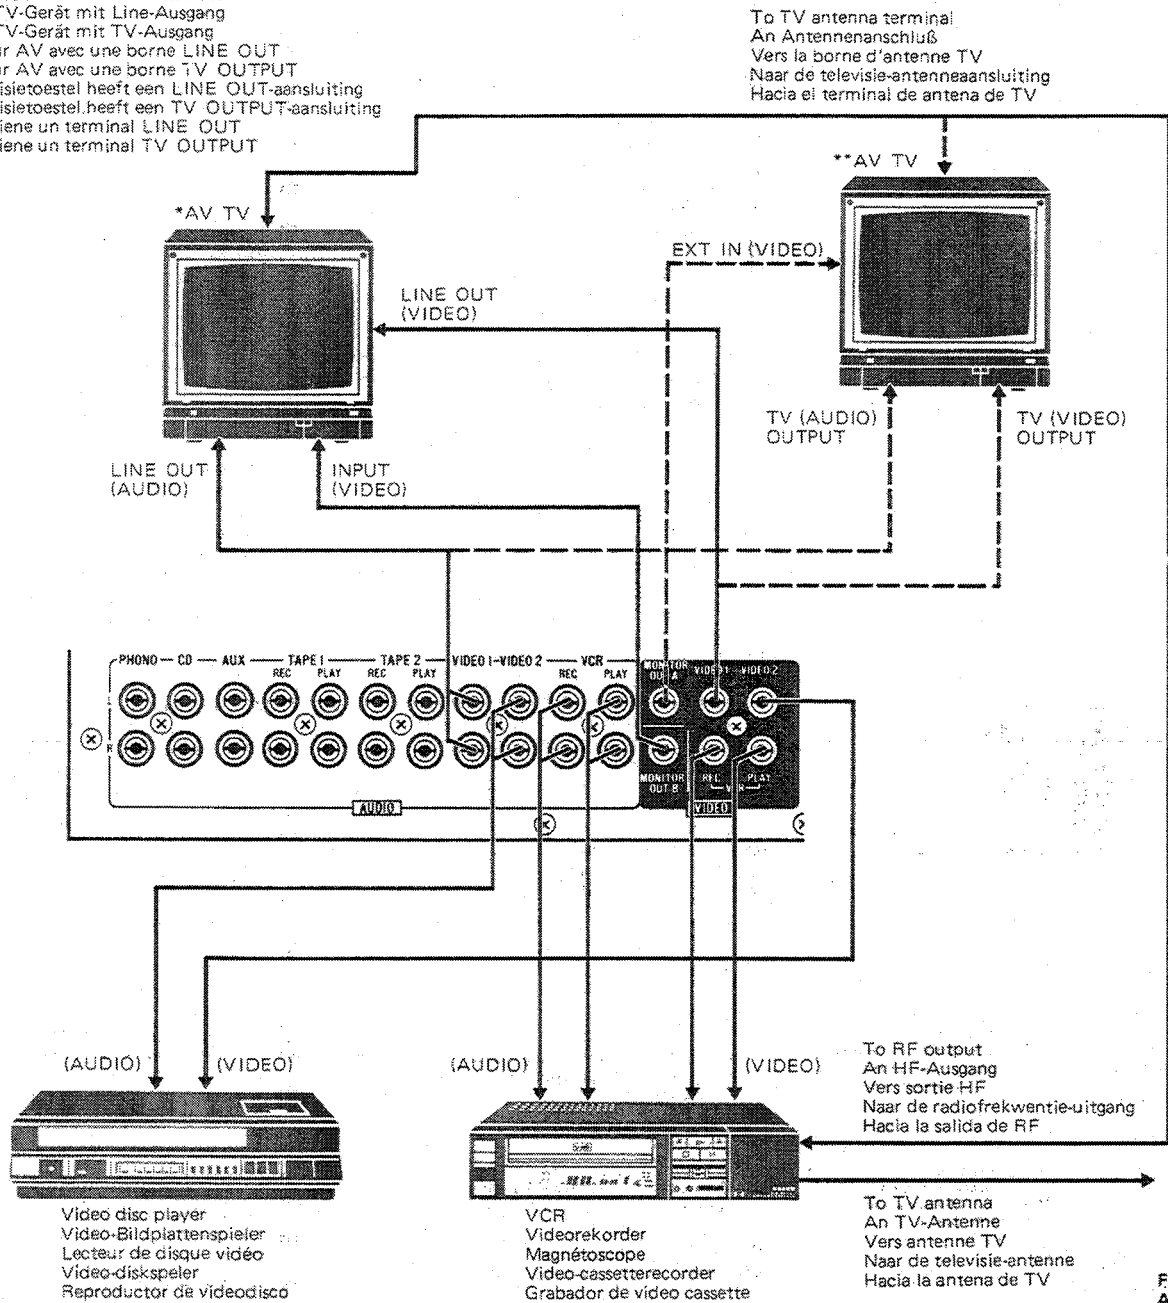 TV-Gerät mit Line-Ausgang
TV-Gerät mit TV-Ausgang
AV avec une borne LINE OUT
AV avec une borne TV OUTPUT
heeft een LINE OUT-aansluiting
heeft een TV OUTPUT-aansluiting
un terminal LINE OUT
un terminal TV OUTPUT
To TV antenna terminal
An Antennenanschluß
Vers la borne d'antenne TV
Naar de televisie-antenneaansluiting
Hacia el terminal de antena de TV
*AV TV
**AV TV
EXT IN (VIDEO)
LINE OUT
(VIDEO)
TV (AUDIO)
OUTPUT
TV (VIDEO)
OUTPUT
LINE OUT
(AUDIO)
INPUT
(VIDEO)
PHONO CD AUX TAPE 1 TAPE 2 VIDEO 1 VIDEO 2 VCR
REC PLAY REC PLAY REC PLAY
MONITOR
OUT A
VIDEO 1 VIDEO 2
R
MONITOR
OUT B
REC PLAY
VCR
AUDIO
VIDEO
(AUDIO)
(VIDEO)
(AUDIO)
(VIDEO)
To RF output
An HF-Ausgang
Vers sortie HF
Naar de radiofrekwentie-uitgang
Hacia la salida de RF
Video disc player
Video-Bildplattenspieler
Lecteur de disque vidéo
Video-diskspeler
Reproductor de videodisco
VCR
Videorekorder
Magnétoscope
Video-cassetterecorder
Grabador de video cassette
To TV antenna
An TV-Antenne
Vers antenne TV
Naar de televisie-antenne
Hacia la antena de TV